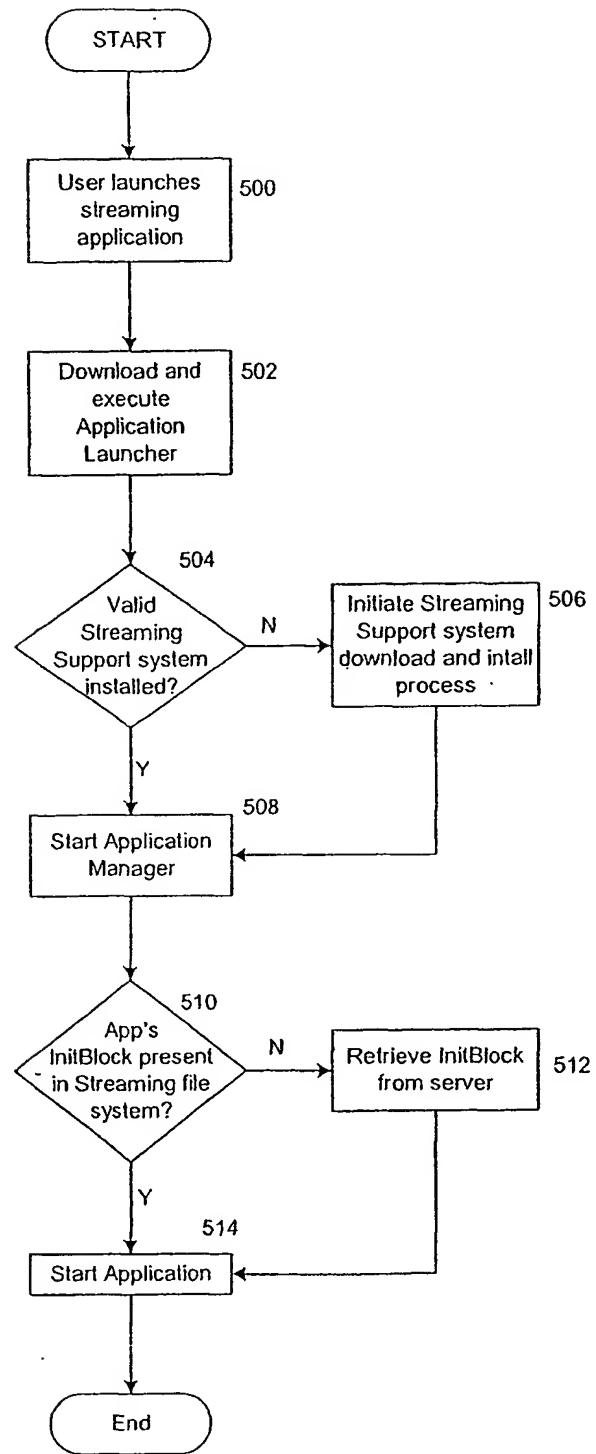 START
User launches
streaming
application
500
Download and
execute
Application
Launcher
502
504
Valid
Streaming
Support system
installed?
N
Initiate Streaming
Support system
download and intall
process
506
Y
508
Start Application
Manager
510
App's
InitBlock present
in Streaming file
system?
N
Retrieve InitBlock
from server
512
Y
514
Start Application
End